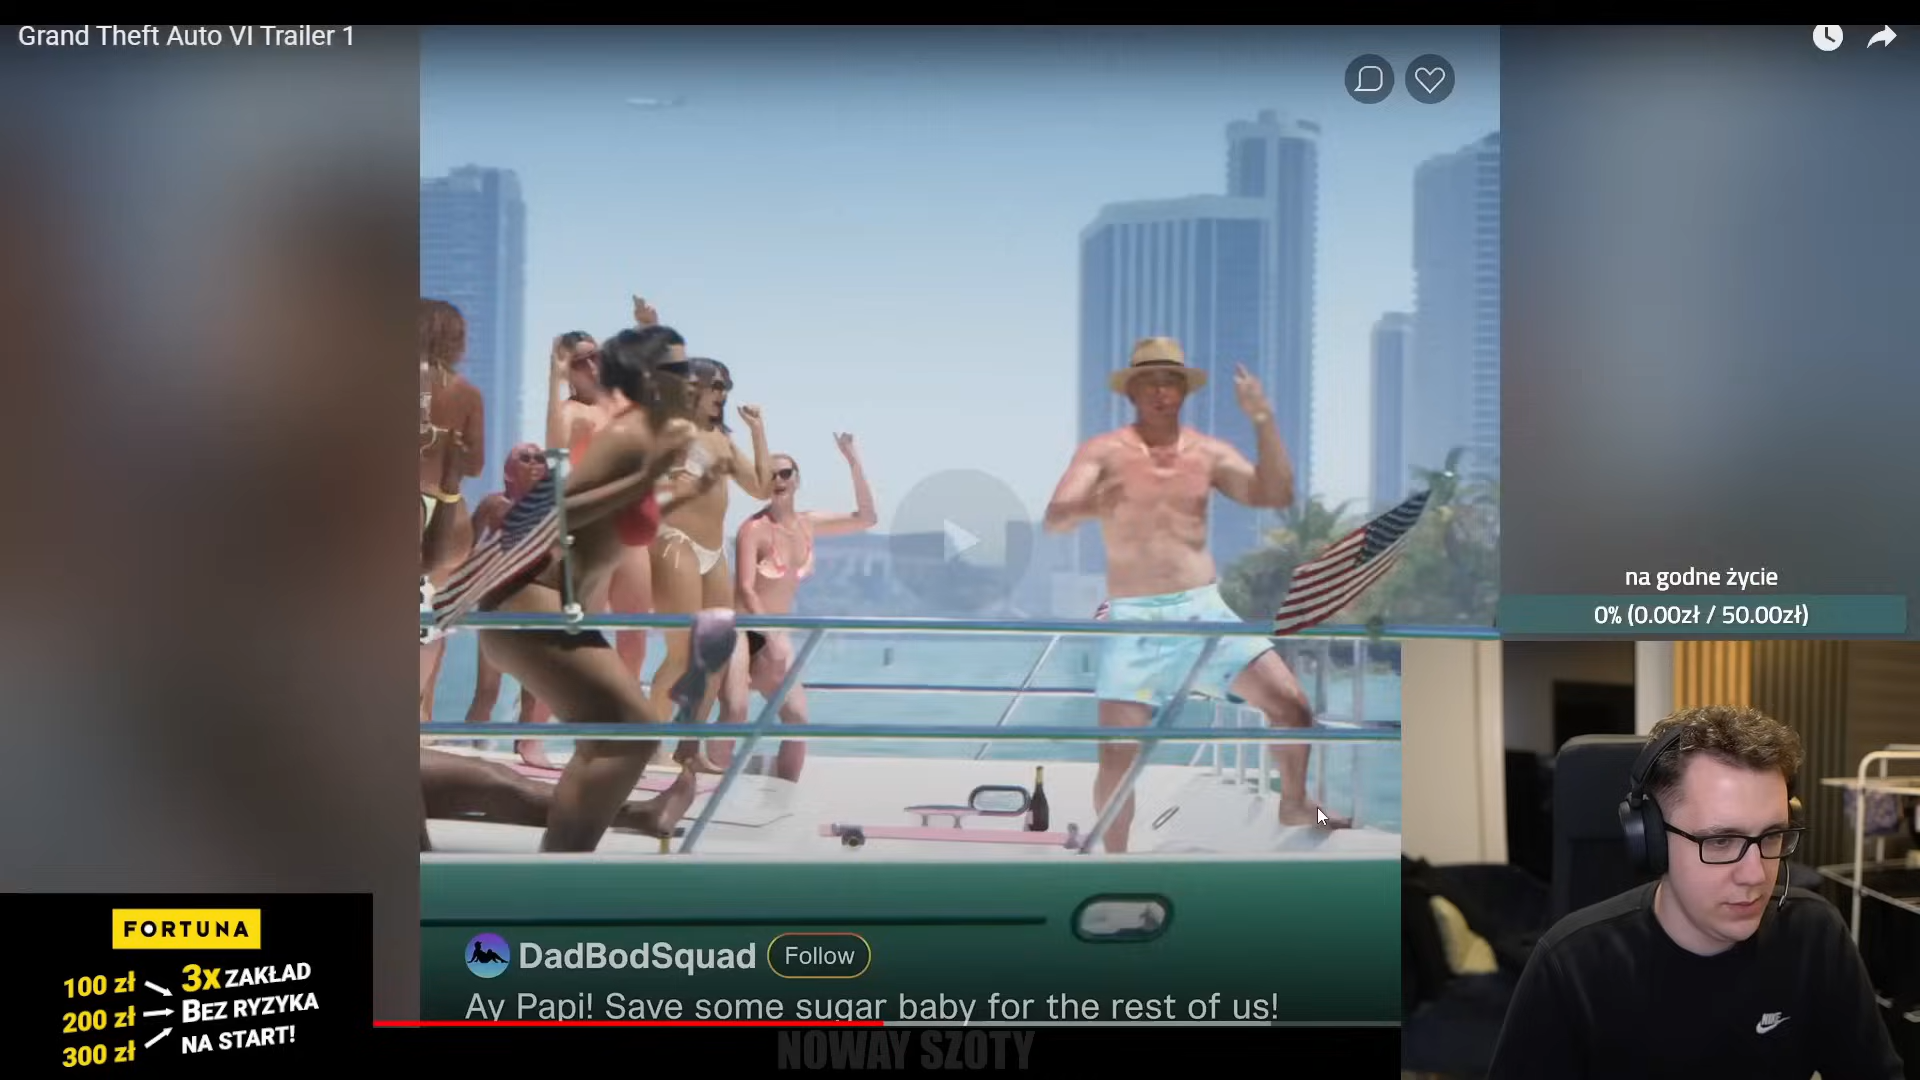 Grand Theft Auto VI Trailer 1
na godne życie
0% (0.00zł / 50.00zł)
FORTUNA
100 zł
200 zł
300 zł
3x ZAKŁAD
BEZ RYZYKA
NA START!
DadBodSquad Follow
Ay Papi! Save some sugar baby for the rest of us!
NOWAY SZOTY